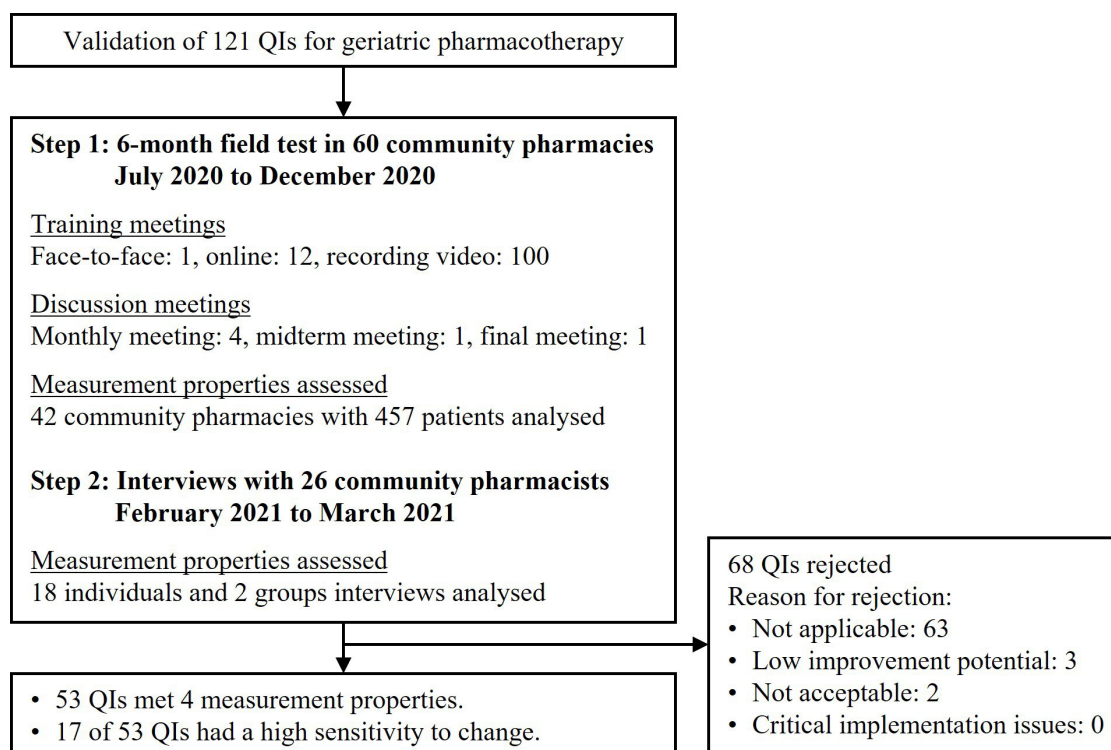 Validation of 121 QIs for geriatric pharmacotherapy
Step 1: 6-month field test in 60 community pharmacies
July 2020 to December 2020
Training meetings
Face-to-face: 1, online: 12, recording video: 100
Discussion meetings
Monthly meeting: 4, midterm meeting: 1, final meeting: 1
Measurement properties assessed
42 community pharmacies with 457 patients analysed
Step 2: Interviews with 26 community pharmacists
February 2021 to March 2021
Measurement properties assessed
18 individuals and 2 groups interviews analysed
68 QIs rejected
Reason for rejection:
• Not applicable: 63
• Low improvement potential: 3
• Not acceptable: 2
• Critical implementation issues: 0
• 53 QIs met 4 measurement properties.
• 17 of 53 QIs had a high sensitivity to change.